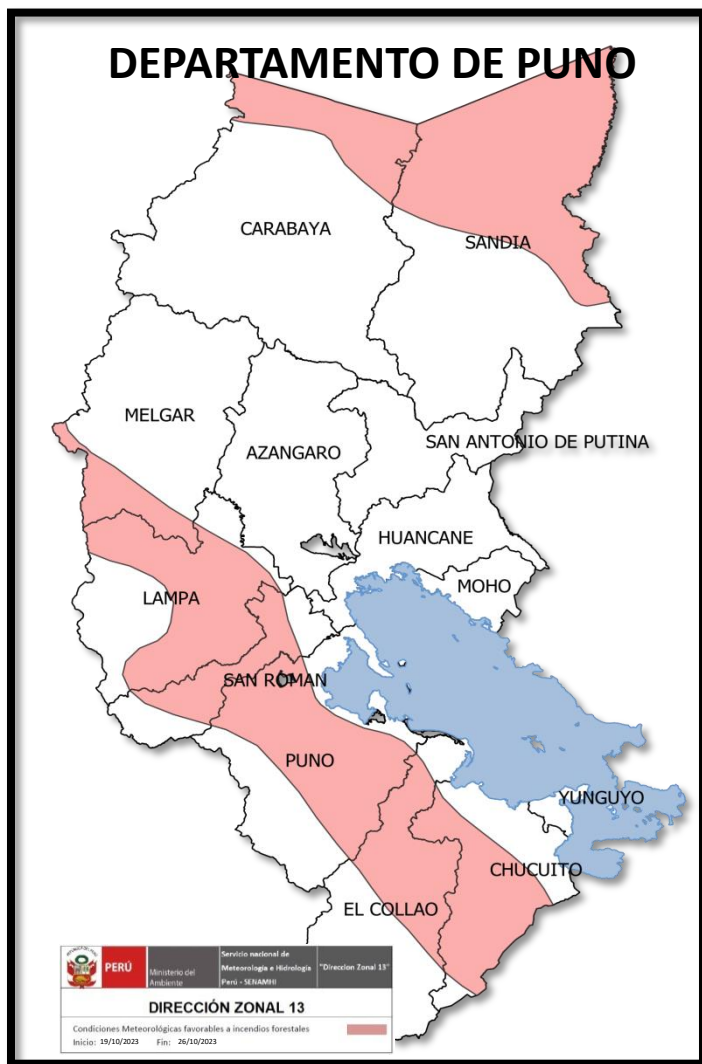 DEPARTAMENTO DE PUNO
CARABAYA
SANDIA
MELGAR
AZANGARO
SAN ANTONIO DE PUTINA
HUANCANE
MOHO
LAMPA
SAN ROMAN
PUNO
YUNGUYO
CHUCUITO
EL COLLAO
PERÚ
Ministerio del
Ambiente
Servicio nacional de
Meteorología e Hidrología
Perú - SENAMHI
"Direccion Zonal 13"
DIRECCIÓN ZONAL 13
Condiciones Meteorológicas favorables a incendios forestales
Inicio: 19/10/2023 Fin: 26/10/2023